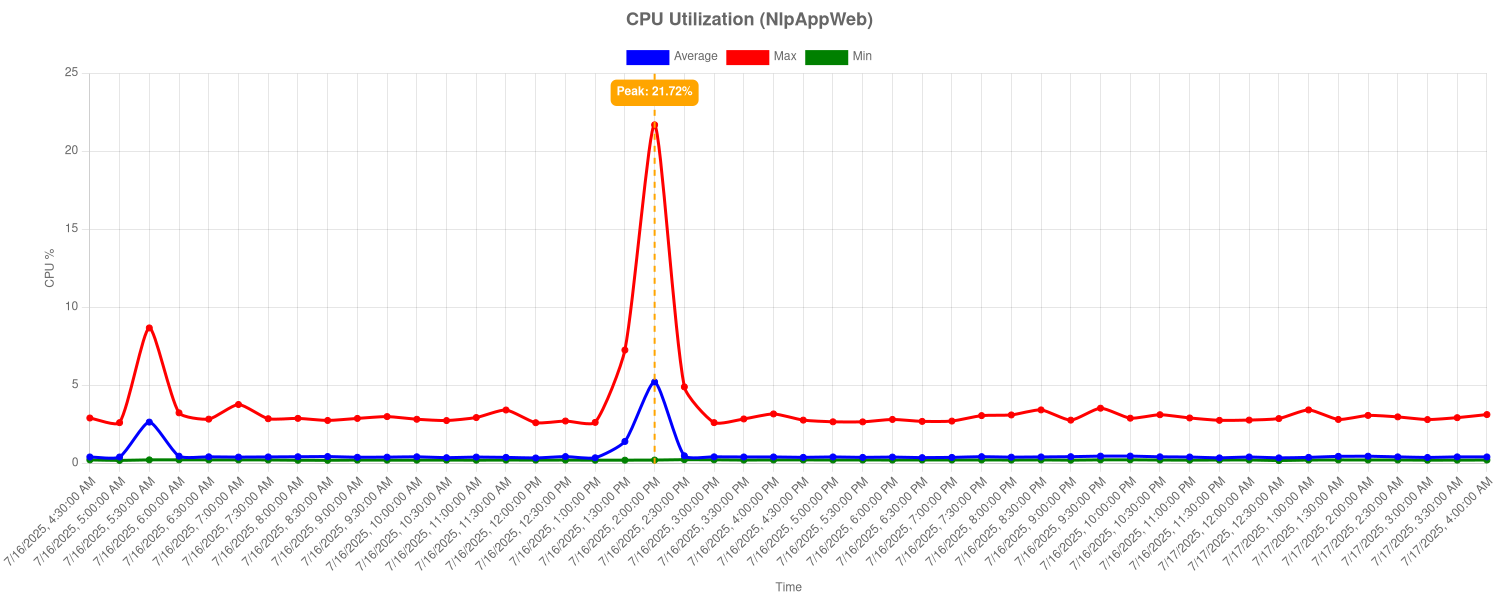 CPU Utilization (NlpAppWeb)
Average Max Min
Peak: 21.72%
25
20
15
10
5
0
CPU %
7/16/2025, 4:30:00 AM
7/16/2025, 5:00:00 AM
7/16/2025, 5:30:00 AM
7/16/2025, 6:00:00 AM
7/16/2025, 6:30:00 AM
7/16/2025, 7:00:00 AM
7/16/2025, 7:30:00 AM
7/16/2025, 8:00:00 AM
7/16/2025, 8:30:00 AM
7/16/2025, 9:00:00 AM
7/16/2025, 9:30:00 AM
7/16/2025, 10:00:00 AM
7/16/2025, 10:30:00 AM
7/16/2025, 11:00:00 AM
7/16/2025, 11:30:00 AM
7/16/2025, 12:00:00 PM
7/16/2025, 12:30:00 PM
7/16/2025, 1:00:00 PM
7/16/2025, 1:30:00 PM
7/16/2025, 2:00:00 PM
7/16/2025, 2:30:00 PM
7/16/2025, 3:00:00 PM
7/16/2025, 3:30:00 PM
7/16/2025, 4:00:00 PM
7/16/2025, 4:30:00 PM
7/16/2025, 5:00:00 PM
7/16/2025, 5:30:00 PM
7/16/2025, 6:00:00 PM
7/16/2025, 6:30:00 PM
7/16/2025, 7:00:00 PM
7/16/2025, 7:30:00 PM
7/16/2025, 8:00:00 PM
7/16/2025, 8:30:00 PM
7/16/2025, 9:00:00 PM
7/16/2025, 9:30:00 PM
7/16/2025, 10:00:00 PM
7/16/2025, 10:30:00 PM
7/16/2025, 11:00:00 PM
7/16/2025, 11:30:00 PM
7/17/2025, 12:00:00 AM
7/17/2025, 12:30:00 AM
7/17/2025, 1:00:00 AM
7/17/2025, 1:30:00 AM
7/17/2025, 2:00:00 AM
7/17/2025, 2:30:00 AM
7/17/2025, 3:00:00 AM
7/17/2025, 3:30:00 AM
7/17/2025, 4:00:00 AM
Time